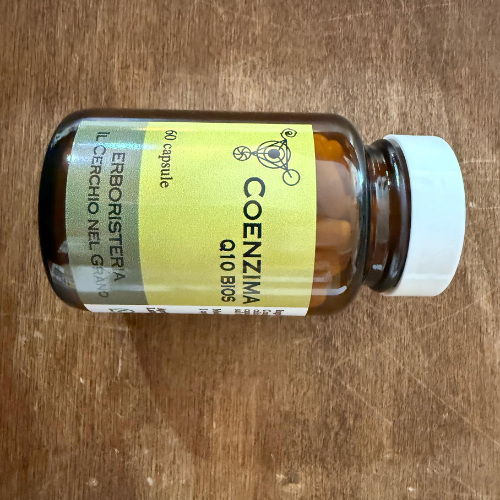 COENZIMA
Q10 BIOS
60 capsule
ERBORISTERIA
IL CERCHIO NEL GRANO